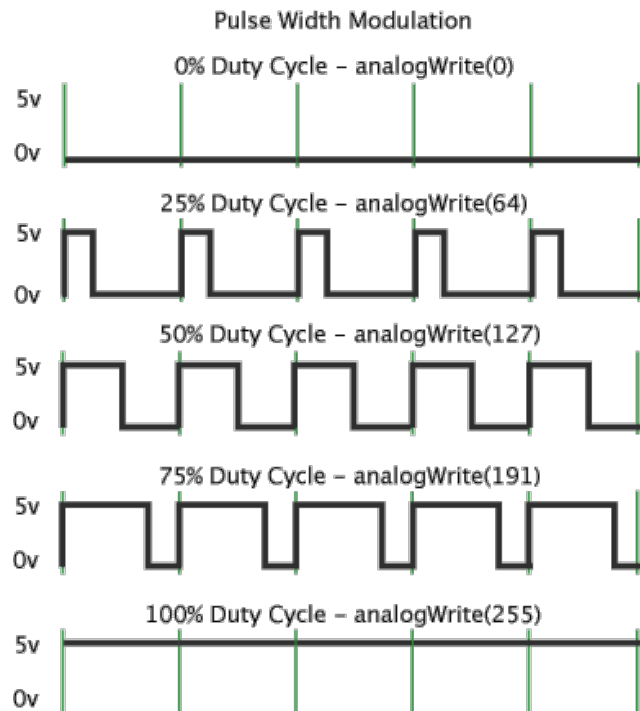 Pulse Width Modulation
0% Duty Cycle – analogWrite(0)
5v
0v
25% Duty Cycle – analogWrite(64)
5v
0v
50% Duty Cycle – analogWrite(127)
5v
0v
75% Duty Cycle – analogWrite(191)
5v
0v
100% Duty Cycle – analogWrite(255)
5v
0v